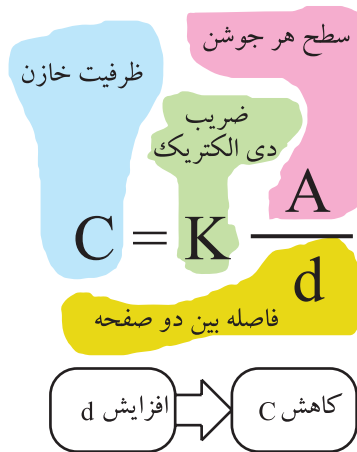 سطح هر جوشن
ظرفیت خازن
ضریب
دی الکتریک
C = K A/d
فاصله بین دو صفحه
افزایش d
کاهش C